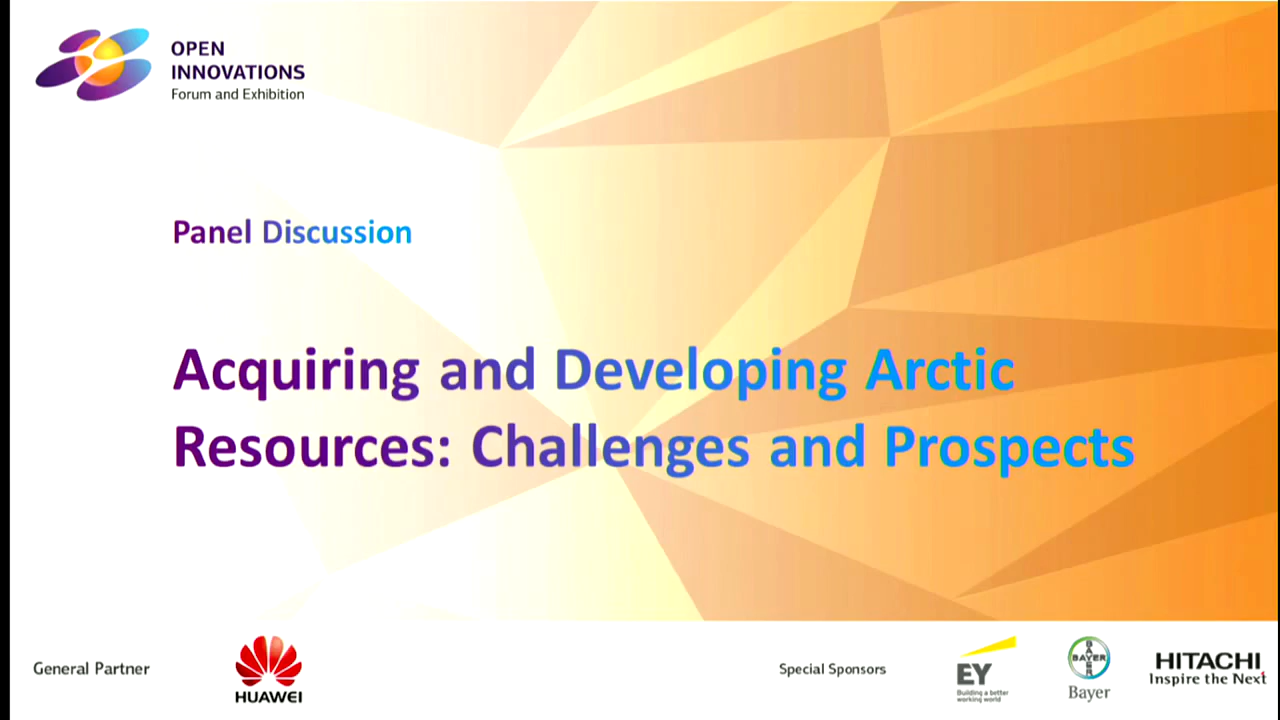 OPEN
INNOVATIONS
Forum and Exhibition
Panel Discussion
Acquiring and Developing Arctic
Resources: Challenges and Prospects
General Partner
HUAWEI
Special Sponsors
EY
Building a better
working world
BAYER
BAYER
Bayer
HITACHI
Inspire the Next